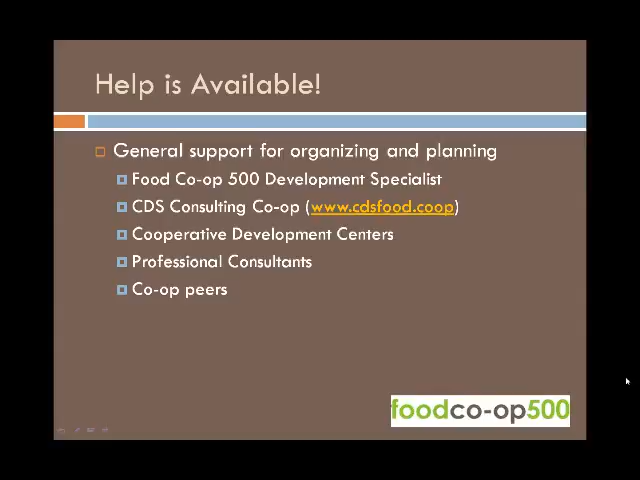 Help is Available!
General support for organizing and planning
Food Co-op 500 Development Specialist
CDS Consulting Co-op (www.cdsfood.coop)
Cooperative Development Centers
Professional Consultants
Co-op peers
foodco-op500